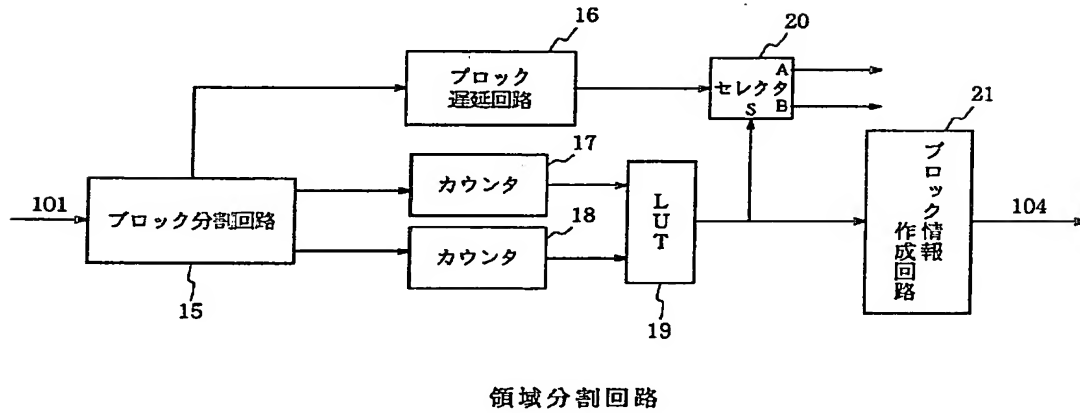 16
ブロック
遅延回路
20
セレクタ
A
B
S
21
ブロック情報
作成回路
17
カウンタ
18
カウンタ
LUT
19
101
ブロック分割回路
15
104
領域分割回路